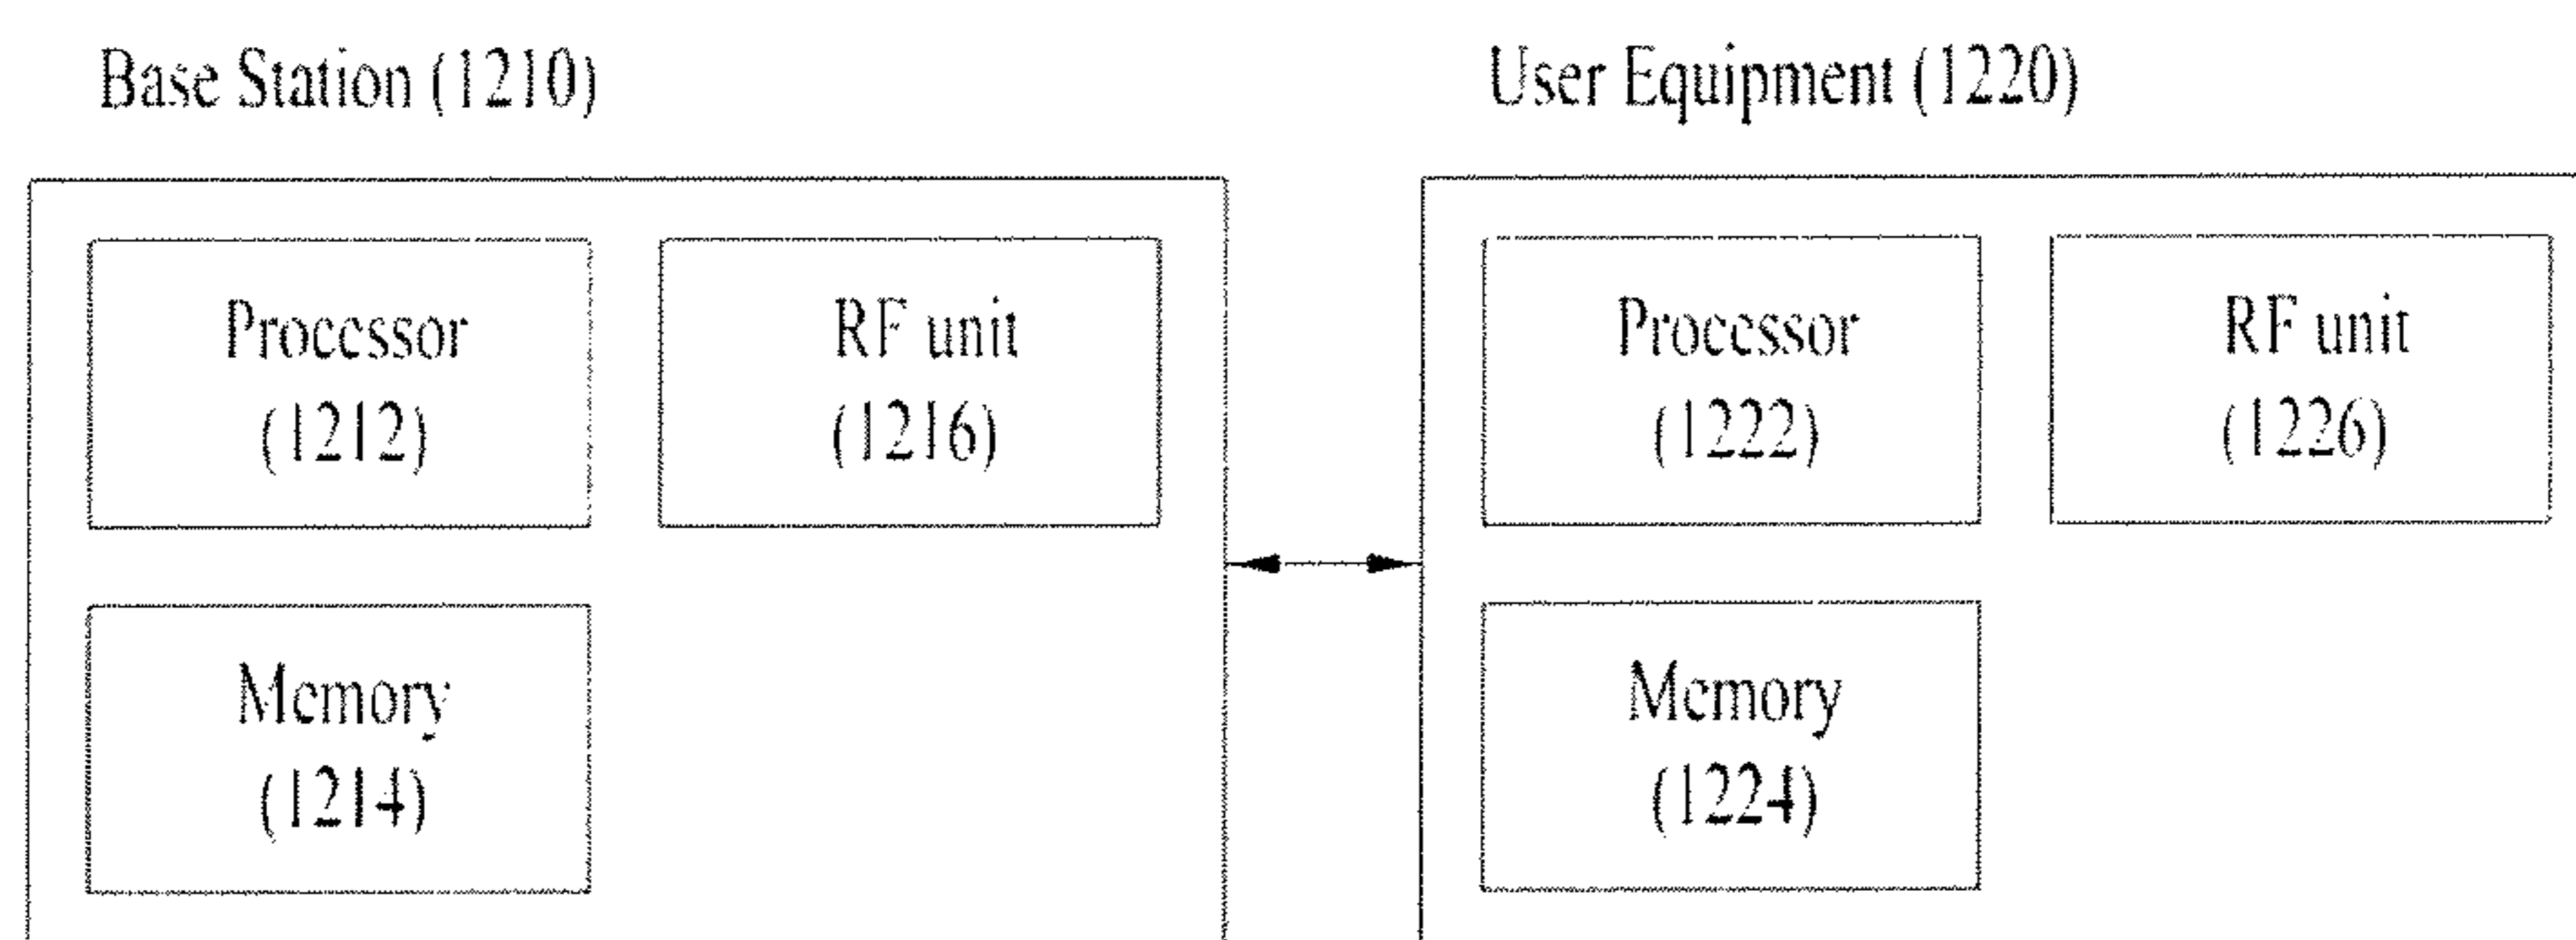 Base Station (1210)
User Equipment (1220)
Processor
(1212)
RF unit
(1216)
Memory
(1214)
Processor
(1222)
RF unit
(1226)
Memory
(1224)